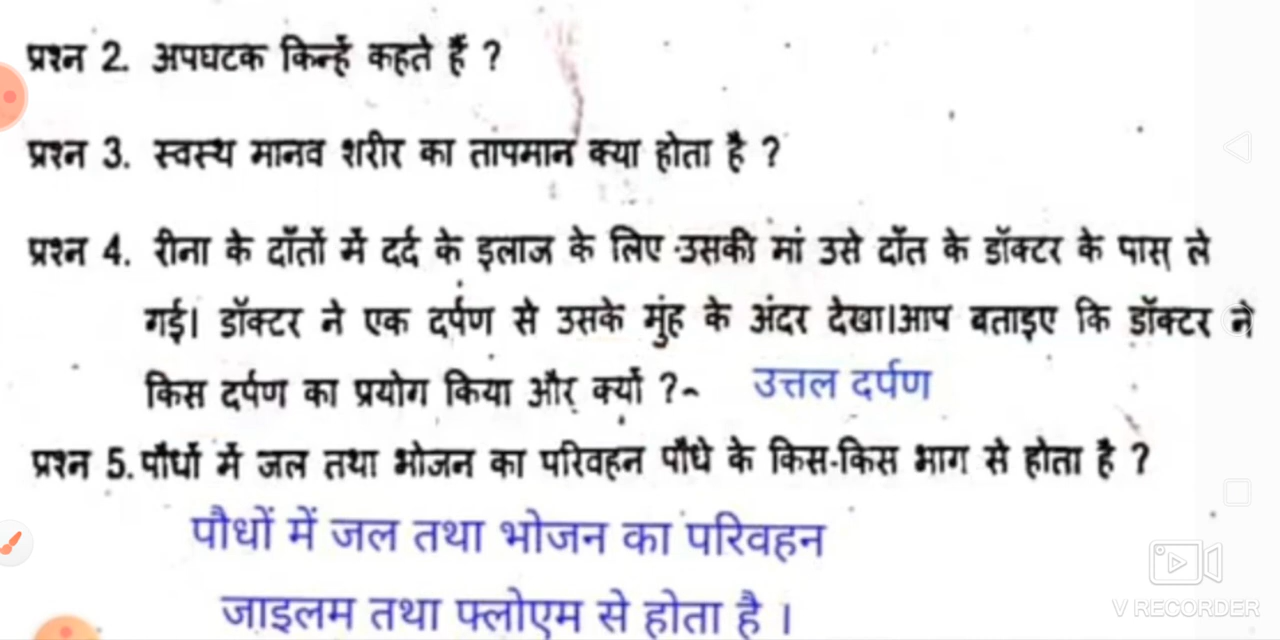 प्रश्न 2. अपघटक किन्हें कहते हैं ?
प्रश्न 3. स्वस्थ मानव शरीर का तापमान क्या होता है ?
प्रश्न 4. रीना के दाँतों में दर्द के इलाज के लिए उसकी मां उसे दाँत के डॉक्टर के पास ले
गई। डॉक्टर ने एक दर्पण से उसके मुंह के अंदर देखा।आप बताइए कि डॉक्टर ने
किस दर्पण का प्रयोग किया और क्यों ?~ उत्तल दर्पण
प्रश्न 5. पौधों में जल तथा भोजन का परिवहन पौधे के किस-किस भाग से होता है ?
पौधों में जल तथा भोजन का परिवहन
जाइलम तथा फ्लोएम से होता है ।
V RECORDER